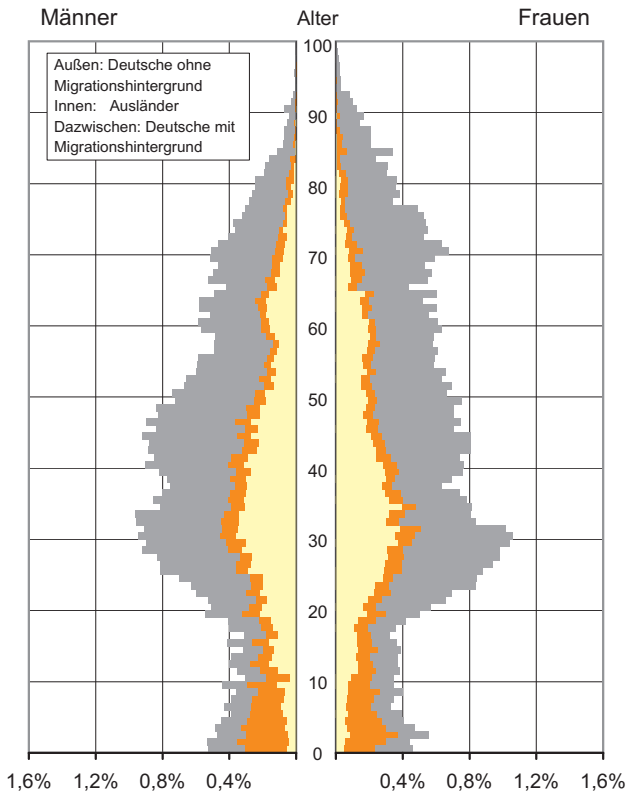 Männer Alter Frauen
Außen: Deutsche ohne
Migrationshintergrund
Innen: Ausländer
Dazwischen: Deutsche mit
Migrationshintergrund
100
90
80
70
60
50
40
30
20
10
0
1,6% 1,2% 0,8% 0,4% 0,4% 0,8% 1,2% 1,6%